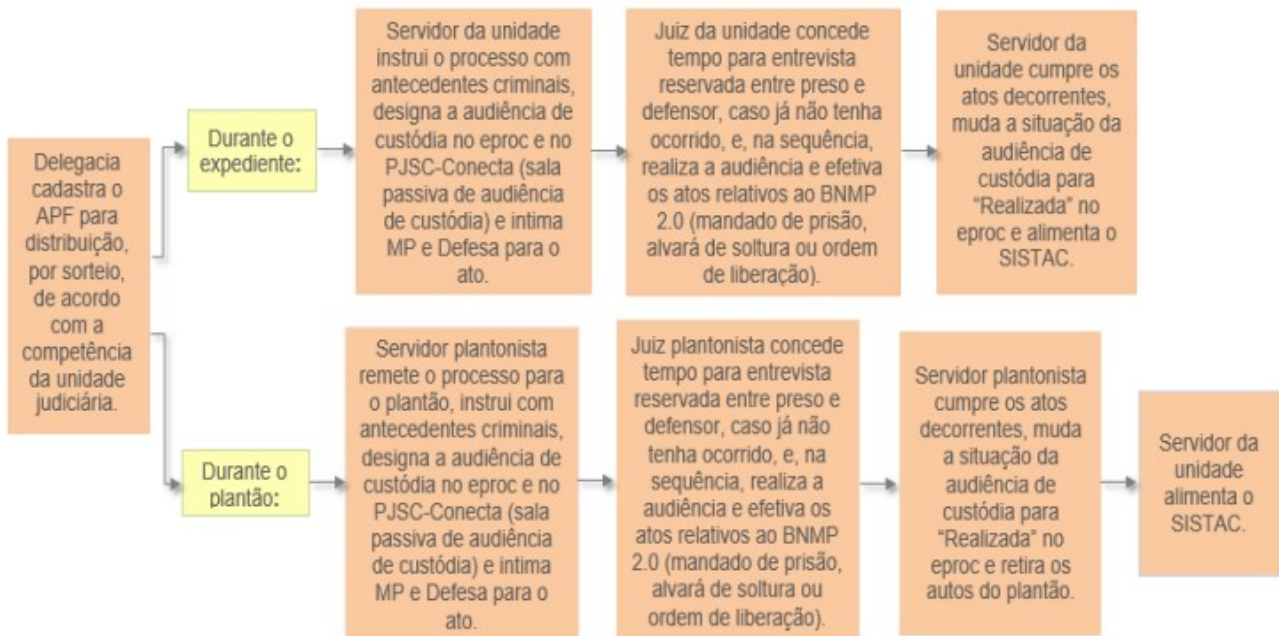 Delegacia
cadastra o
APF para
distribuição,
por sorteio,
de acordo
com a
competência
da unidade
judiciária.
Durante o
expediente:
Servidor da unidade
instrui o processo com
antecedentes criminais,
designa a audiência de
custódia no eproc e no
PJSC-Conecta (sala
passiva de audiência
de custódia) e intima
MP e Defesa para o
ato.
Juiz da unidade concede
tempo para entrevista
reservada entre preso e
defensor, caso já não tenha
ocorrido, e, na sequência,
realiza a audiência e efetiva
os atos relativos ao BNMP
2.0 (mandado de prisão,
alvará de soltura ou ordem
de liberação).
Servidor da
unidade cumpre os
atos decorrentes,
muda a situação da
audiência de
custódia para
“Realizada” no
eproc e alimenta o
SISTAC.
Durante o
plantão:
Servidor plantonista
remete o processo para
o plantão, instrui com
antecedentes criminais,
designa a audiência de
custódia no eproc e no
PJSC-Conecta (sala
passiva de audiência
de custódia) e intima
MP e Defesa para o
ato.
Juiz plantonista concede
tempo para entrevista
reservada entre preso e
defensor, caso já não
tenha ocorrido, e, na
sequência, realiza a
audiência e efetiva os
atos relativos ao BNMP
2.0 (mandado de prisão,
alvará de soltura ou
ordem de liberação).
Servidor plantonista
cumpre os atos
decorrentes, muda
a situação da
audiência de
custódia para
“Realizada” no
eproc e retira os
autos do plantão.
Servidor da
unidade
alimenta o
SISTAC.